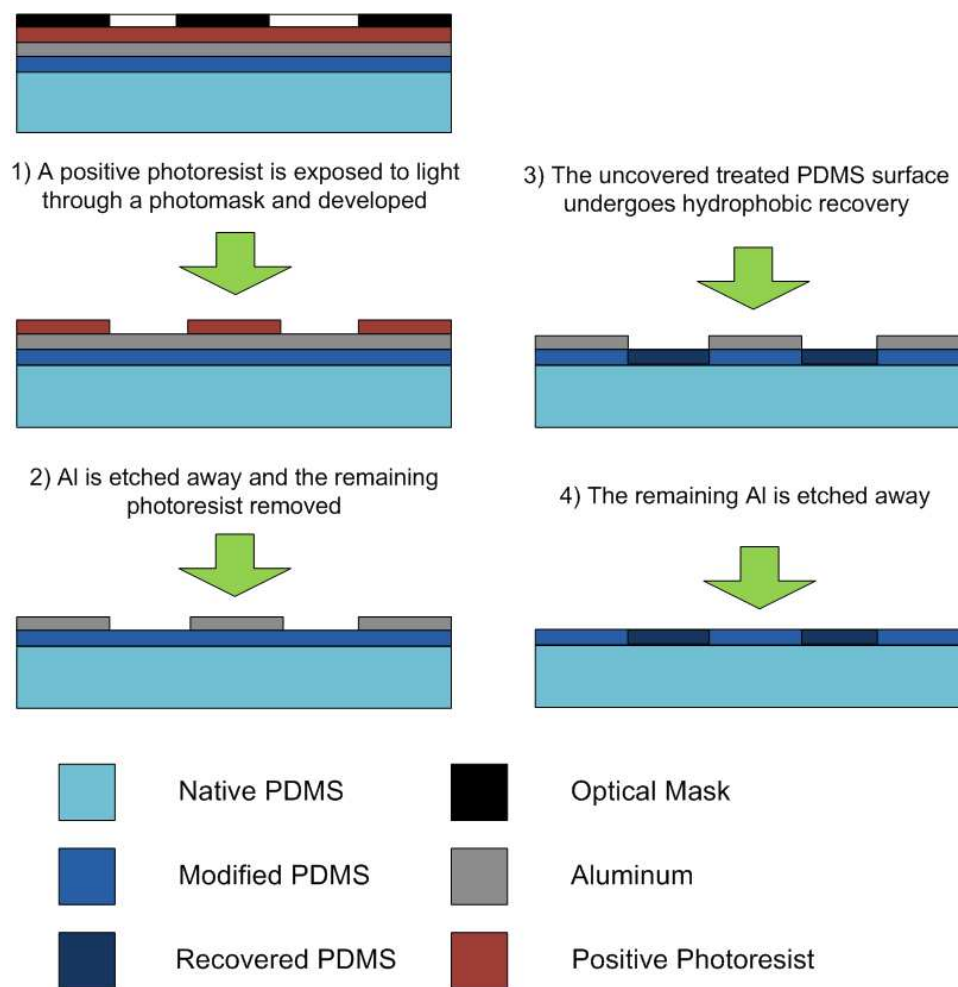 1) A positive photoresist is exposed to light
through a photomask and developed
2) Al is etched away and the remaining
photoresist removed
3) The uncovered treated PDMS surface
undergoes hydrophobic recovery
4) The remaining Al is etched away
Native PDMS
Optical Mask
Modified PDMS
Aluminum
Recovered PDMS
Positive Photoresist